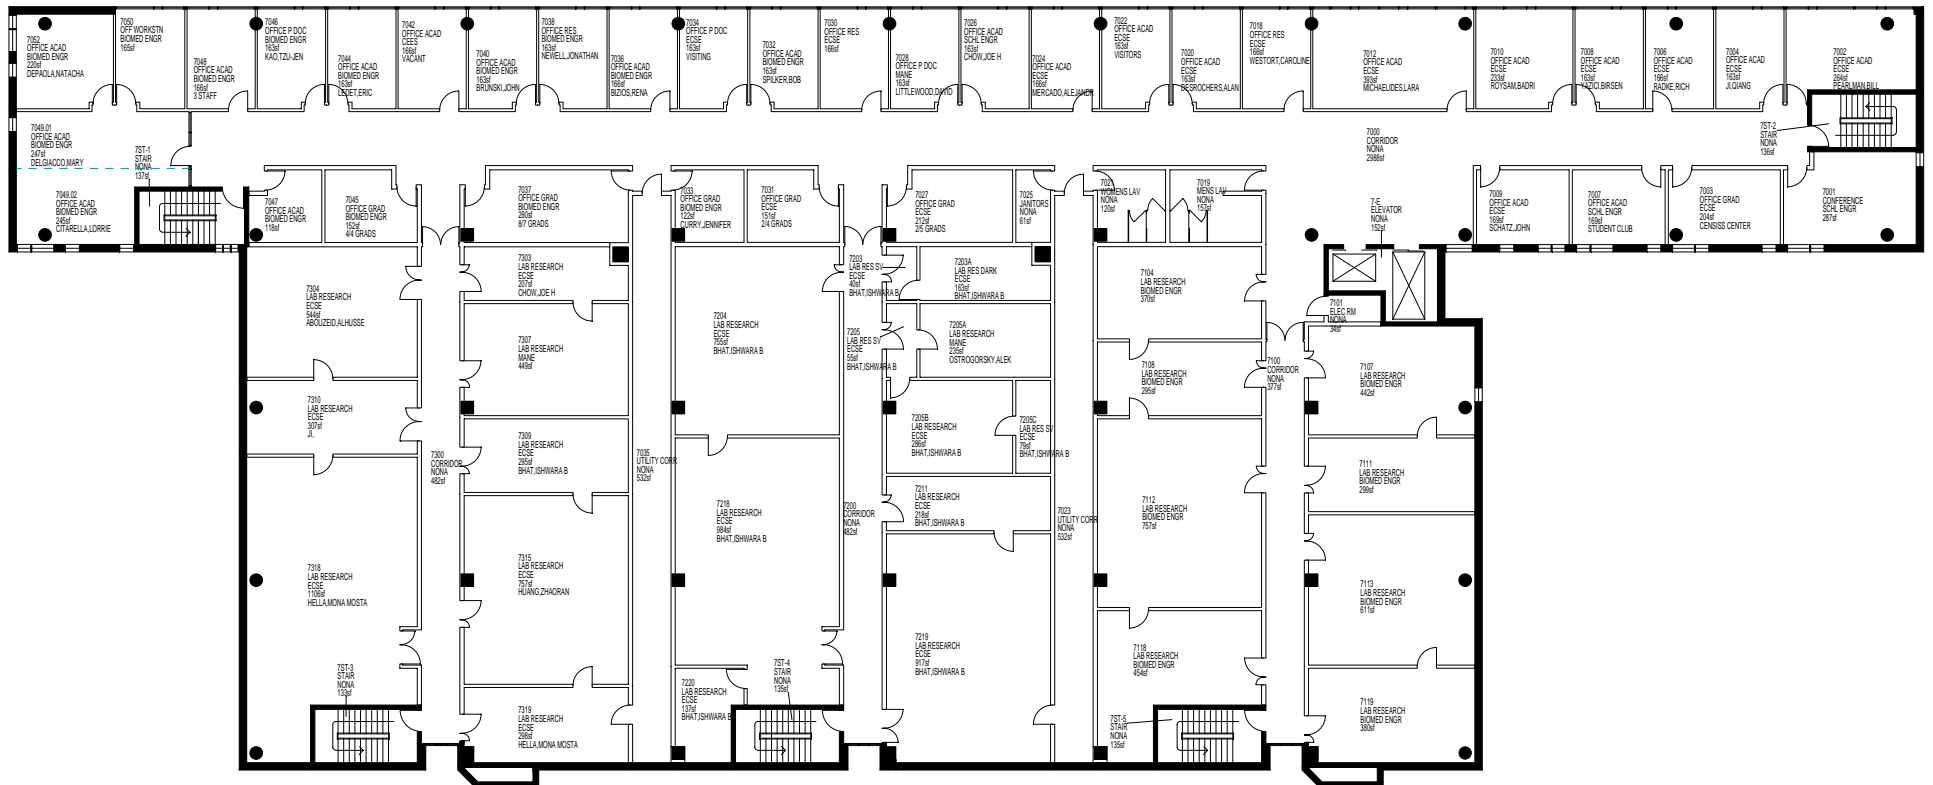 7052
OFFICE ACAD
BIOMED ENGR
220sf
DEPAOLA,NATACHA
7050
OFF WORKSTN
BIOMED ENGR
165sf
7048
OFFICE ACAD
BIOMED ENGR
166sf
3 STAFF
7046
OFFICE P DOC
BIOMED ENGR
163sf
KAO,TZU-JEN
7044
OFFICE ACAD
BIOMED ENGR
163sf
LEDET,ERIC
7042
OFFICE ACAD
CEES
166sf
VACANT
7040
OFFICE ACAD
BIOMED ENGR
163sf
BRUNSKI,JOHN
7038
OFFICE RES
BIOMED ENGR
163sf
NEWELL,JONATHAN
7036
OFFICE ACAD
BIOMED ENGR
166sf
BIZIOS,RENA
7034
OFFICE P DOC
ECSE
163sf
VISITING
7032
OFFICE ACAD
BIOMED ENGR
163sf
SPILKER,BOB
7030
OFFICE RES
ECSE
166sf
7028
OFFICE P DOC
MANE
163sf
LITTLEWOOD,DAVID
7026
OFFICE ACAD
SCHL ENGR
163sf
CHOW,JOE H
7024
OFFICE ACAD
ECSE
166sf
MERCADO,ALEJANDR
7022
OFFICE ACAD
ECSE
163sf
VISITORS
7020
OFFICE ACAD
ECSE
163sf
DESROCHERS,ALAN
7018
OFFICE RES
ECSE
166sf
WESTORT,CAROLINE
7012
OFFICE ACAD
ECSE
393sf
MICHAELIDES,LARA
7010
OFFICE ACAD
ECSE
233sf
ROYSAM,BADRI
7008
OFFICE ACAD
ECSE
163sf
YAZICI,BIRSEN
7006
OFFICE ACAD
ECSE
166sf
RADKE,RICH
7004
OFFICE ACAD
ECSE
163sf
JI,QIANG
7002
OFFICE ACAD
ECSE
264sf
PEARLMAN,BILL
7049.01
OFFICE ACAD
BIOMED ENGR
247sf
DELGIACCO,MARY
7ST-1
STAIR
NONA
137sf
7000
CORRIDOR
NONA
2988sf
7ST-2
STAIR
NONA
136sf
7049.02
OFFICE ACAD
BIOMED ENGR
245sf
CITARELLA,LORRIE
7047
OFFICE ACAD
BIOMED ENGR
118sf
7045
OFFICE GRAD
BIOMED ENGR
152sf
4/4 GRADS
7037
OFFICE GRAD
BIOMED ENGR
280sf
8/7 GRADS
7033
OFFICE GRAD
BIOMED ENGR
122sf
CURRY,JENNIFER
7031
OFFICE GRAD
ECSE
151sf
2/4 GRADS
7027
OFFICE GRAD
ECSE
212sf
2/5 GRADS
7025
JANITORS
NONA
61sf
7021
WOMENS LAV
NONA
120sf
7019
MENS LAV
NONA
157sf
7-E
ELEVATOR
NONA
152sf
7009
OFFICE ACAD
ECSE
169sf
SCHATZ,JOHN
7007
OFFICE ACAD
SCHL ENGR
169sf
STUDENT CLUB
7003
OFFICE GRAD
ECSE
204sf
CENSISS CENTER
7001
CONFERENCE
SCHL ENGR
287sf
7304
LAB RESEARCH
ECSE
544sf
ABOUZEID,ALHUSSE
7303
LAB RESEARCH
ECSE
207sf
CHOW,JOE H
7204
LAB RESEARCH
ECSE
755sf
BHAT,ISHWARA B
7203
LAB RES SV
ECSE
40sf
BHAT,ISHWARA B
7203A
LAB RES DARK
ECSE
163sf
BHAT,ISHWARA B
7104
LAB RESEARCH
BIOMED ENGR
370sf
7101
ELEC RM
NONA
34sf
7307
LAB RESEARCH
MANE
449sf
7205
LAB RES SV
ECSE
55sf
BHAT,ISHWARA B
7205A
LAB RESEARCH
MANE
235sf
OSTROGORSKY,ALEK
7108
LAB RESEARCH
BIOMED ENGR
295sf
7100
CORRIDOR
NONA
377sf
7107
LAB RESEARCH
BIOMED ENGR
442sf
7310
LAB RESEARCH
ECSE
307sf
JI,
7300
CORRIDOR
NONA
482sf
7309
LAB RESEARCH
ECSE
295sf
BHAT,ISHWARA B
7035
UTILITY CORR
NONA
532sf
7205B
LAB RESEARCH
ECSE
286sf
BHAT,ISHWARA B
7205C
LAB RES SV
ECSE
79sf
BHAT,ISHWARA B
7111
LAB RESEARCH
BIOMED ENGR
299sf
7218
LAB RESEARCH
ECSE
984sf
BHAT,ISHWARA B
7200
CORRIDOR
NONA
482sf
7211
LAB RESEARCH
ECSE
218sf
BHAT,ISHWARA B
7023
UTILITY CORR
NONA
532sf
7112
LAB RESEARCH
BIOMED ENGR
757sf
7318
LAB RESEARCH
ECSE
1106sf
HELLA,MONA MOSTA
7315
LAB RESEARCH
ECSE
757sf
HUANG,ZHAORAN
7113
LAB RESEARCH
BIOMED ENGR
611sf
7219
LAB RESEARCH
ECSE
917sf
BHAT,ISHWARA B
7118
LAB RESEARCH
BIOMED ENGR
454sf
7ST-3
STAIR
NONA
133sf
7319
LAB RESEARCH
ECSE
298sf
HELLA,MONA MOSTA
7220
LAB RESEARCH
ECSE
137sf
BHAT,ISHWARA B
7ST-4
STAIR
NONA
135sf
7ST-5
STAIR
NONA
135sf
7119
LAB RESEARCH
BIOMED ENGR
380sf